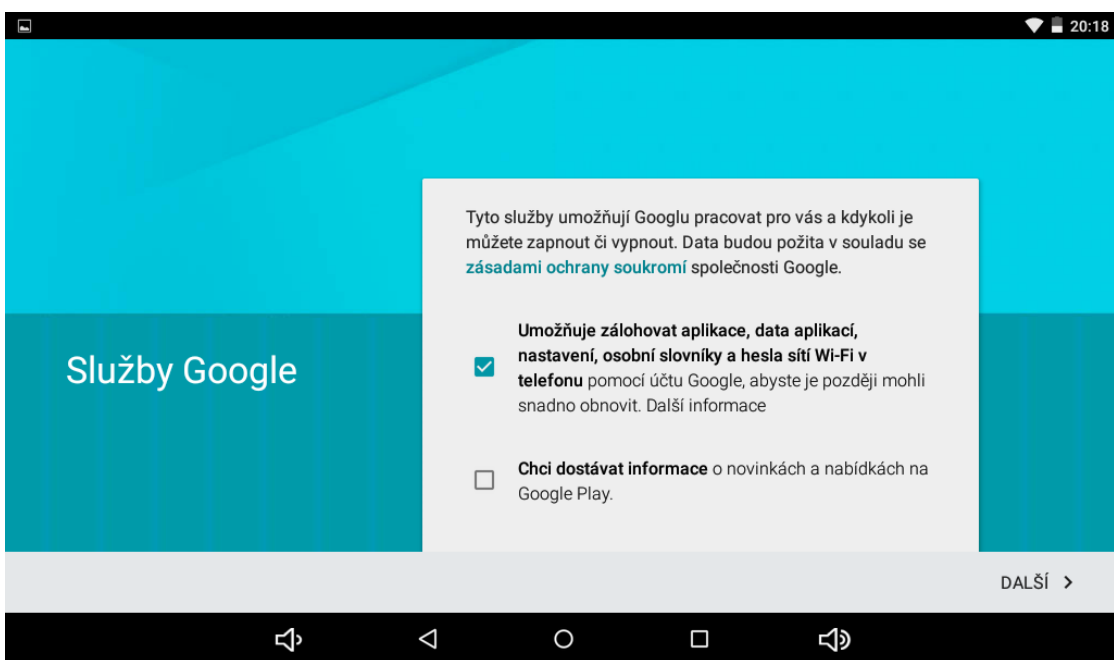 20:18
Tyto služby umožňují Googlu pracovat pro vás a kdykoli je
můžete zapnout či vypnout. Data budou požita v souladu se
zásadami ochrany soukromí společnosti Google.
Služby Google
Umožňuje zálohovat aplikace, data aplikací,
nastavení, osobní slovníky a hesla sítí Wi-Fi v
telefonu pomocí účtu Google, abyste je později mohli
snadno obnovit. Další informace
Chci dostávat informace o novinkách a nabídkách na
Google Play.
DALŠÍ